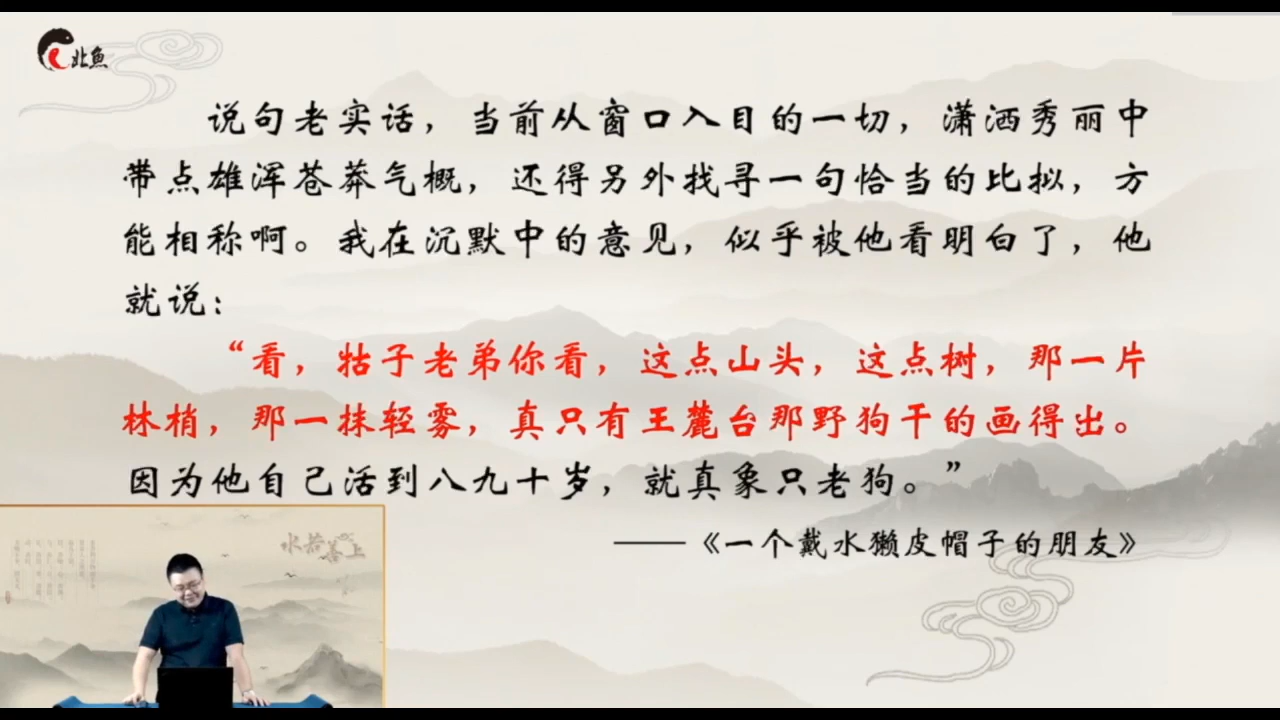 北鱼
说句老实话，当前从窗口入目的一切，潇洒秀丽中
带点雄浑苍莽气概，还得另外找寻一句恰当的比拟，方
能相称啊。我在沉默中的意见，似乎被他看明白了，他
就说：
“看，牯子老弟你看，这点山头，这点树，那一片
林梢，那一抹轻雾，真只有王麓台那野狗干的画得出。
因为他自己活到八九十岁，就真象只老狗。”
——《一个戴水獭皮帽子的朋友》
水若善上